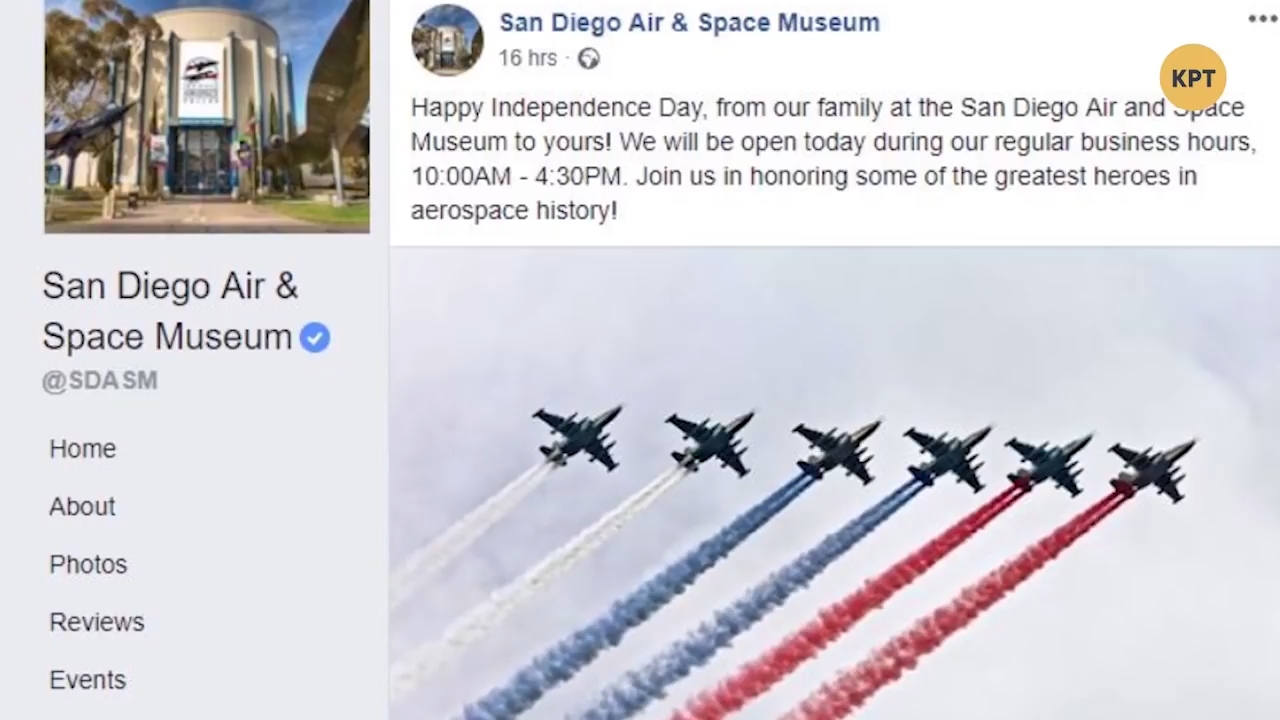 San Diego Air & Space Museum
16 hrs ·
КРТ
Happy Independence Day, from our family at the San Diego Air and Space
Museum to yours! We will be open today during our regular business hours,
10:00AM - 4:30PM. Join us in honoring some of the greatest heroes in
aerospace history!
San Diego Air &
Space Museum
@SDASM
Home
About
Photos
Reviews
Events